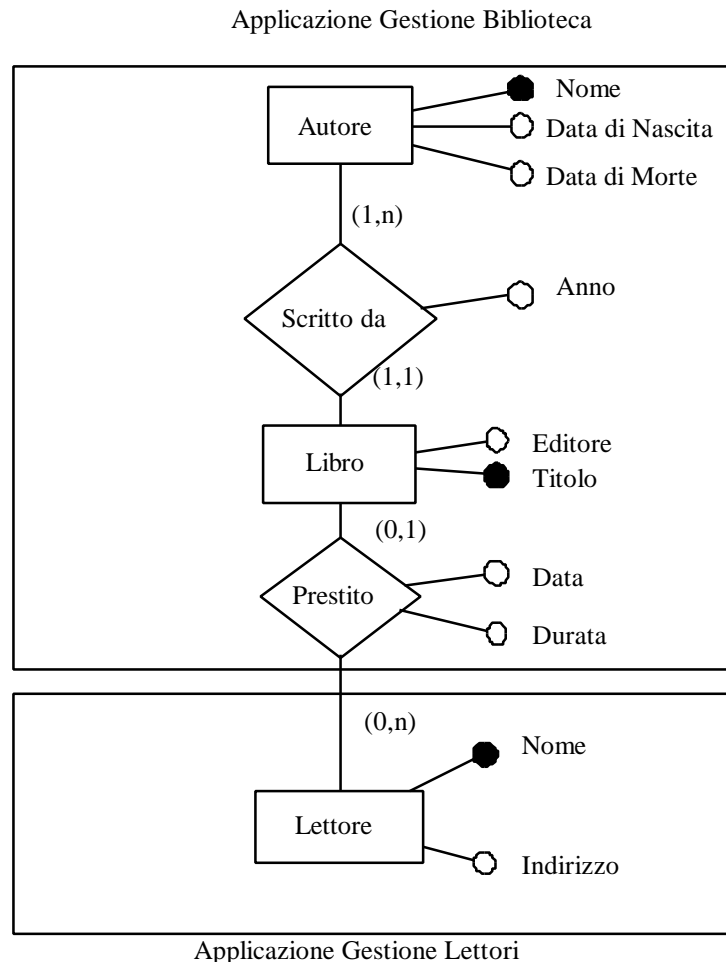 Applicazione Gestione Biblioteca
Nome
Autore
Data di Nascita
Data di Morte
(1,n)
Anno
Scritto da
(1,1)
Editore
Libro
Titolo
(0,1)
Data
Prestito
Durata
(0,n)
Nome
Lettore
Indirizzo
Applicazione Gestione Lettori